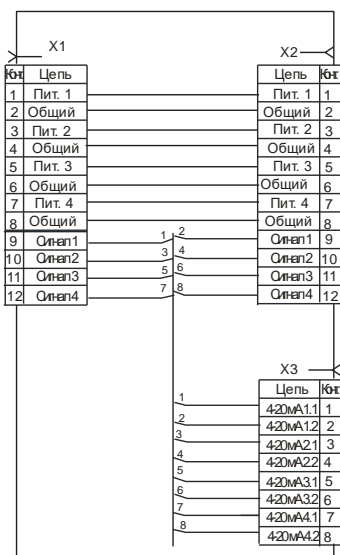 X1
X2
Кон. Цепь
Цепь Кон.
1 Пит. 1
Пит. 1 1
2 Общий
Общий 2
3 Пит. 2
Пит. 2 3
4 Общий
Общий 4
5 Пит. 3
Пит. 3 5
6 Общий
Общий 6
7 Пит. 4
Пит. 4 7
8 Общий
Общий 8
9 Сигнал1
1 2
Сигнал1 9
10 Сигнал2
3 4
Сигнал2 10
11 Сигнал3
5 6
Сигнал3 11
12 Сигнал4
7 8
Сигнал4 12
X3
Цепь Кон.
1
4-20мА1.1 1
2
4-20мА1.2 2
3
4-20мА2.1 3
4
4-20мА2.2 4
5
4-20мА3.1 5
6
4-20мА3.2 6
7
4-20мА4.1 7
8
4-20мА4.2 8